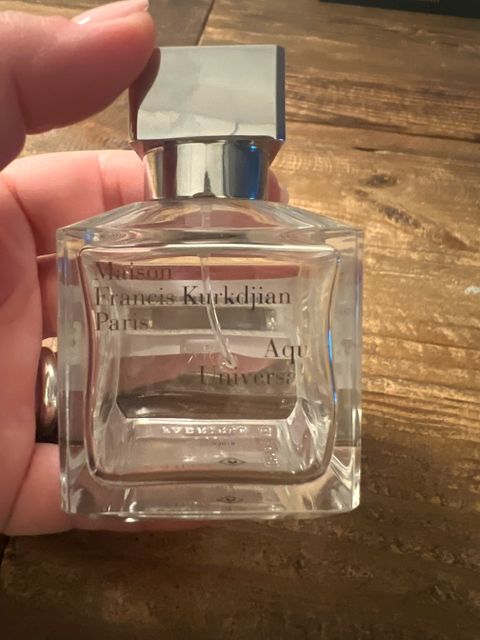 Maison
Francis Kurkdjian
Paris
Aqu
Universa